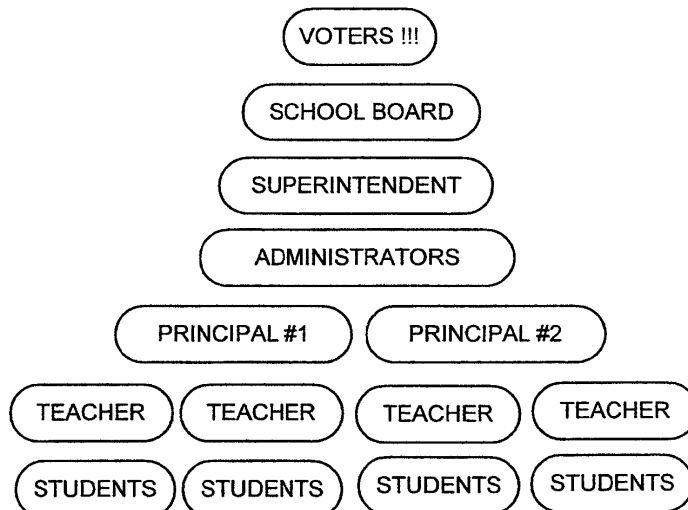 VOTERS !!!
SCHOOL BOARD
SUPERINTENDENT
ADMINISTRATORS
PRINCIPAL #1 PRINCIPAL #2
TEACHER TEACHER TEACHER TEACHER
STUDENTS STUDENTS STUDENTS STUDENTS